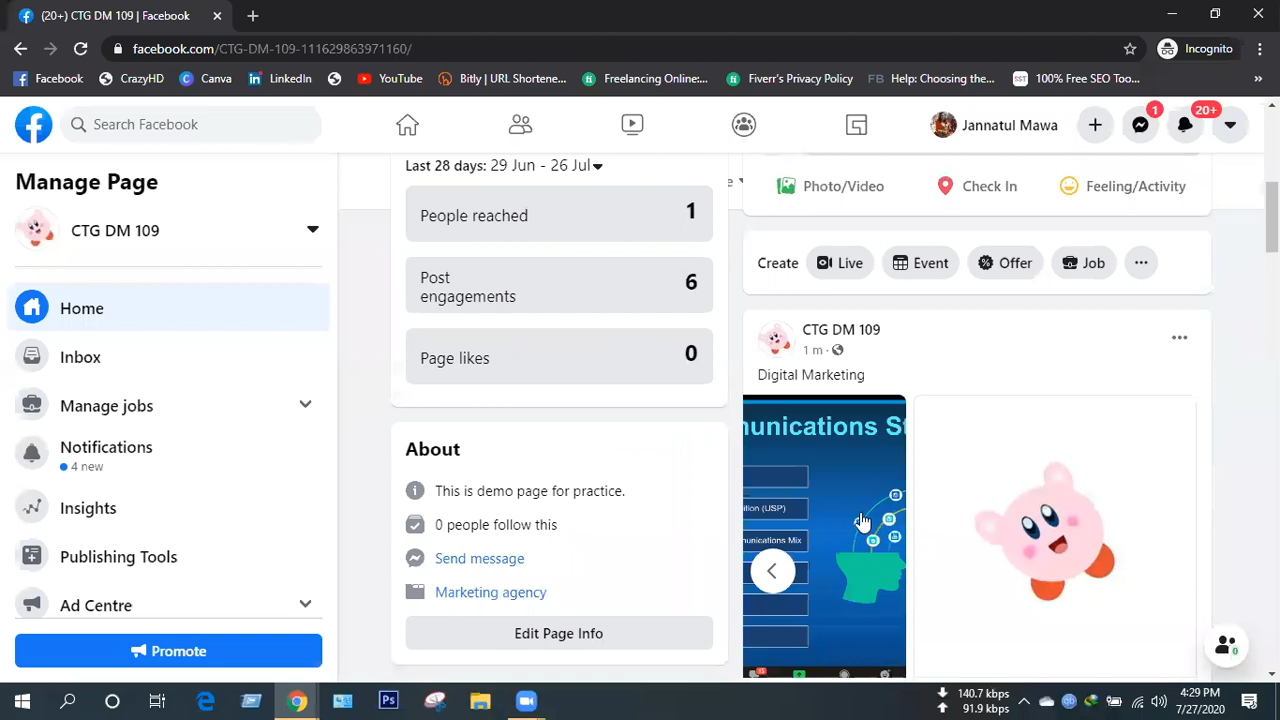 (20+) CTG DM 109 | Facebook
facebook.com/CTG-DM-109-111629863971160/
Incognito
Facebook
CrazyHD
Canva
LinkedIn
YouTube
Bitly | URL Shortene...
Freelancing Online:...
Fiverr's Privacy Policy
FB Help: Choosing the...
SST 100% Free SEO Too...
Search Facebook
Jannatul Mawa
1
20+
Manage Page
CTG DM 109
Home
Inbox
Manage jobs
Notifications
4 new
Insights
Publishing Tools
Ad Centre
Promote
Last 28 days: 29 Jun - 26 Jul
People reached 1
Post engagements 6
Page likes 0
About
This is demo page for practice.
0 people follow this
Send message
Marketing agency
Edit Page Info
Photo/Video
Check In
Feeling/Activity
Create
Live
Event
Offer
Job
CTG DM 109
1 m
Digital Marketing
(USP)
Mix
0
Ps
140.7 kbps
91.9 kbps
4:29 PM
7/27/2020